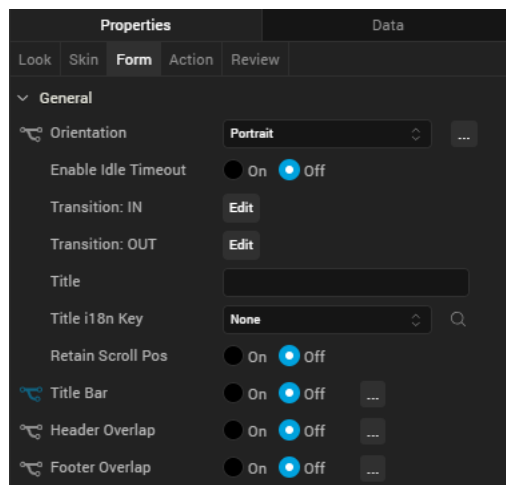 Properties Data
Look Skin Form Action Review
General
Orientation Portrait ...
Enable Idle Timeout On Off
Transition: IN Edit
Transition: OUT Edit
Title
Title i18n Key None
Retain Scroll Pos On Off
Title Bar On Off ...
Header Overlap On Off ...
Footer Overlap On Off ...